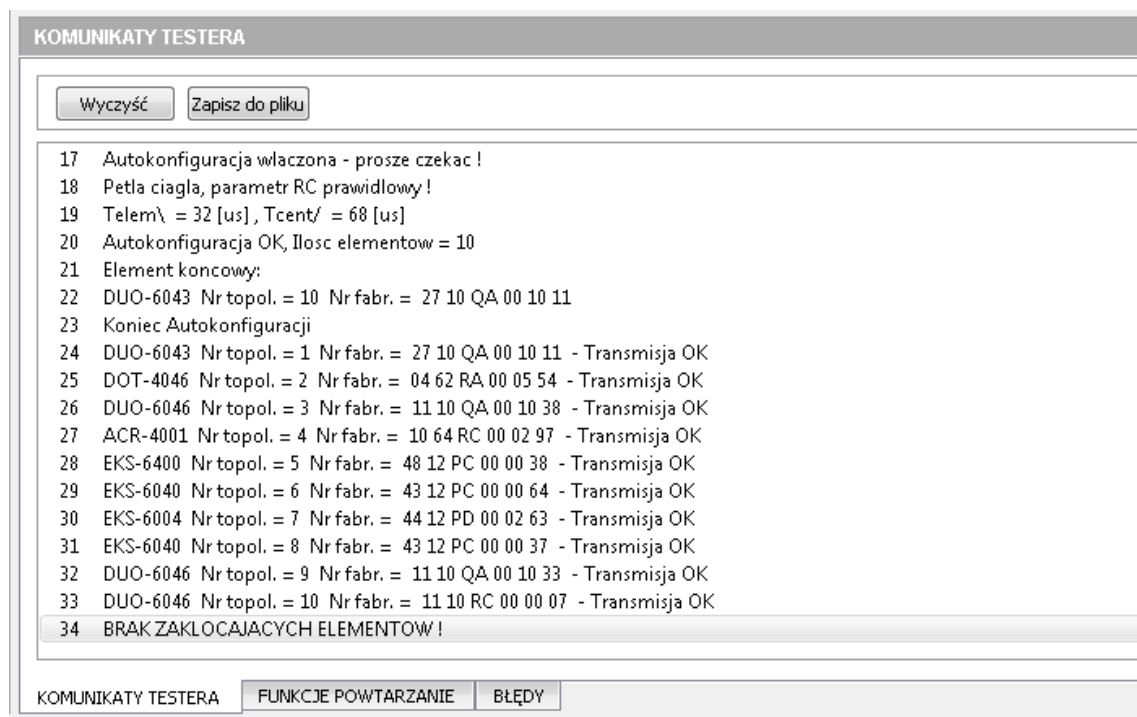 KOMUNIKATY TESTERA
Wyczyść Zapisz do pliku
17 Autokonfiguracja wlaczona - prosze czekac !
18 Petla ciagla, parametr RC prawidlowy !
19 Telem\ = 32 [us] , Tcent/ = 68 [us]
20 Autokonfiguracja OK, Ilosc elementow = 10
21 Element koncowy:
22 DUO-6043 Nr topol. = 10 Nr fabr. = 27 10 QA 00 10 11
23 Koniec Autokonfiguracji
24 DUO-6043 Nr topol. = 1 Nr fabr. = 27 10 QA 00 10 11 - Transmisja OK
25 DOT-4046 Nr topol. = 2 Nr fabr. = 04 62 RA 00 05 54 - Transmisja OK
26 DUO-6046 Nr topol. = 3 Nr fabr. = 11 10 QA 00 10 38 - Transmisja OK
27 ACR-4001 Nr topol. = 4 Nr fabr. = 10 64 RC 00 02 97 - Transmisja OK
28 EKS-6400 Nr topol. = 5 Nr fabr. = 48 12 PC 00 00 38 - Transmisja OK
29 EKS-6040 Nr topol. = 6 Nr fabr. = 43 12 PC 00 00 64 - Transmisja OK
30 EKS-6004 Nr topol. = 7 Nr fabr. = 44 12 PD 00 02 63 - Transmisja OK
31 EKS-6040 Nr topol. = 8 Nr fabr. = 43 12 PC 00 00 37 - Transmisja OK
32 DUO-6046 Nr topol. = 9 Nr fabr. = 11 10 QA 00 10 33 - Transmisja OK
33 DUO-6046 Nr topol. = 10 Nr fabr. = 11 10 RC 00 00 07 - Transmisja OK
34 BRAK ZAKLOCAJACYCH ELEMENTOW !
KOMUNIKATY TESTERA FUNKCJE POWTARZANIE BŁĘDY